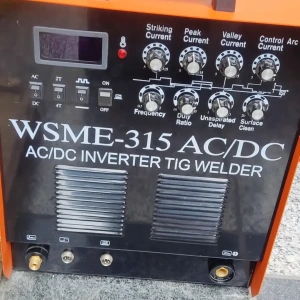 Striking Current
Peak Current
Valley Current
Control Arc Current
AC
2T
ON
DC
4T
OFF
Frequency
Duty Ratio
Unaspirated Delay
Surface Clean
WSME-315 AC/DC
AC/DC INVERTER TIG WELDER